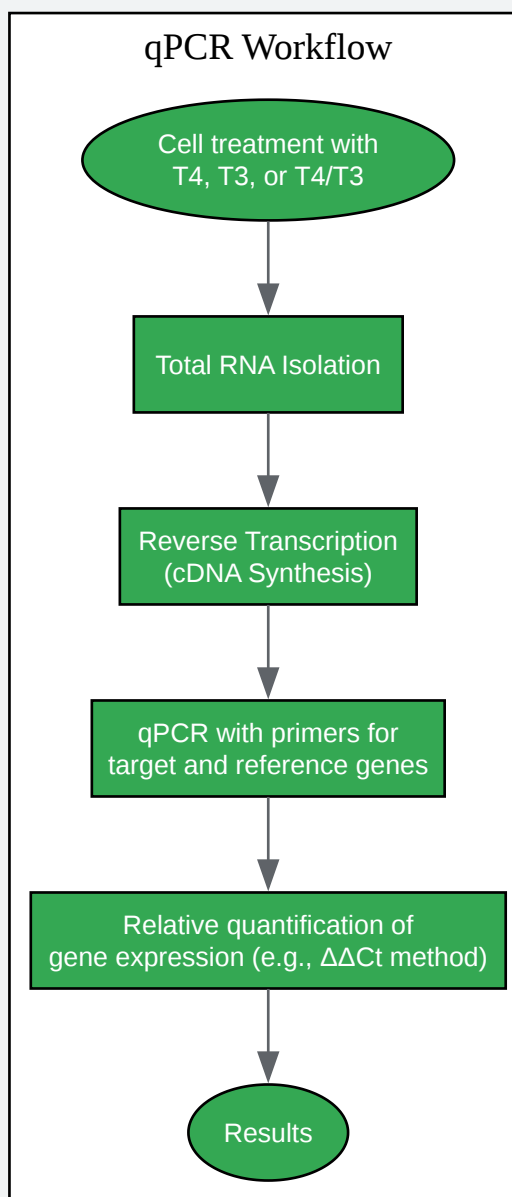 qPCR Workflow
Cell treatment with
T4, T3, or T4/T3
Total RNA Isolation
Reverse Transcription
(cDNA Synthesis)
qPCR with primers for
target and reference genes
Relative quantification of
gene expression (e.g., ΔΔCt method)
Results